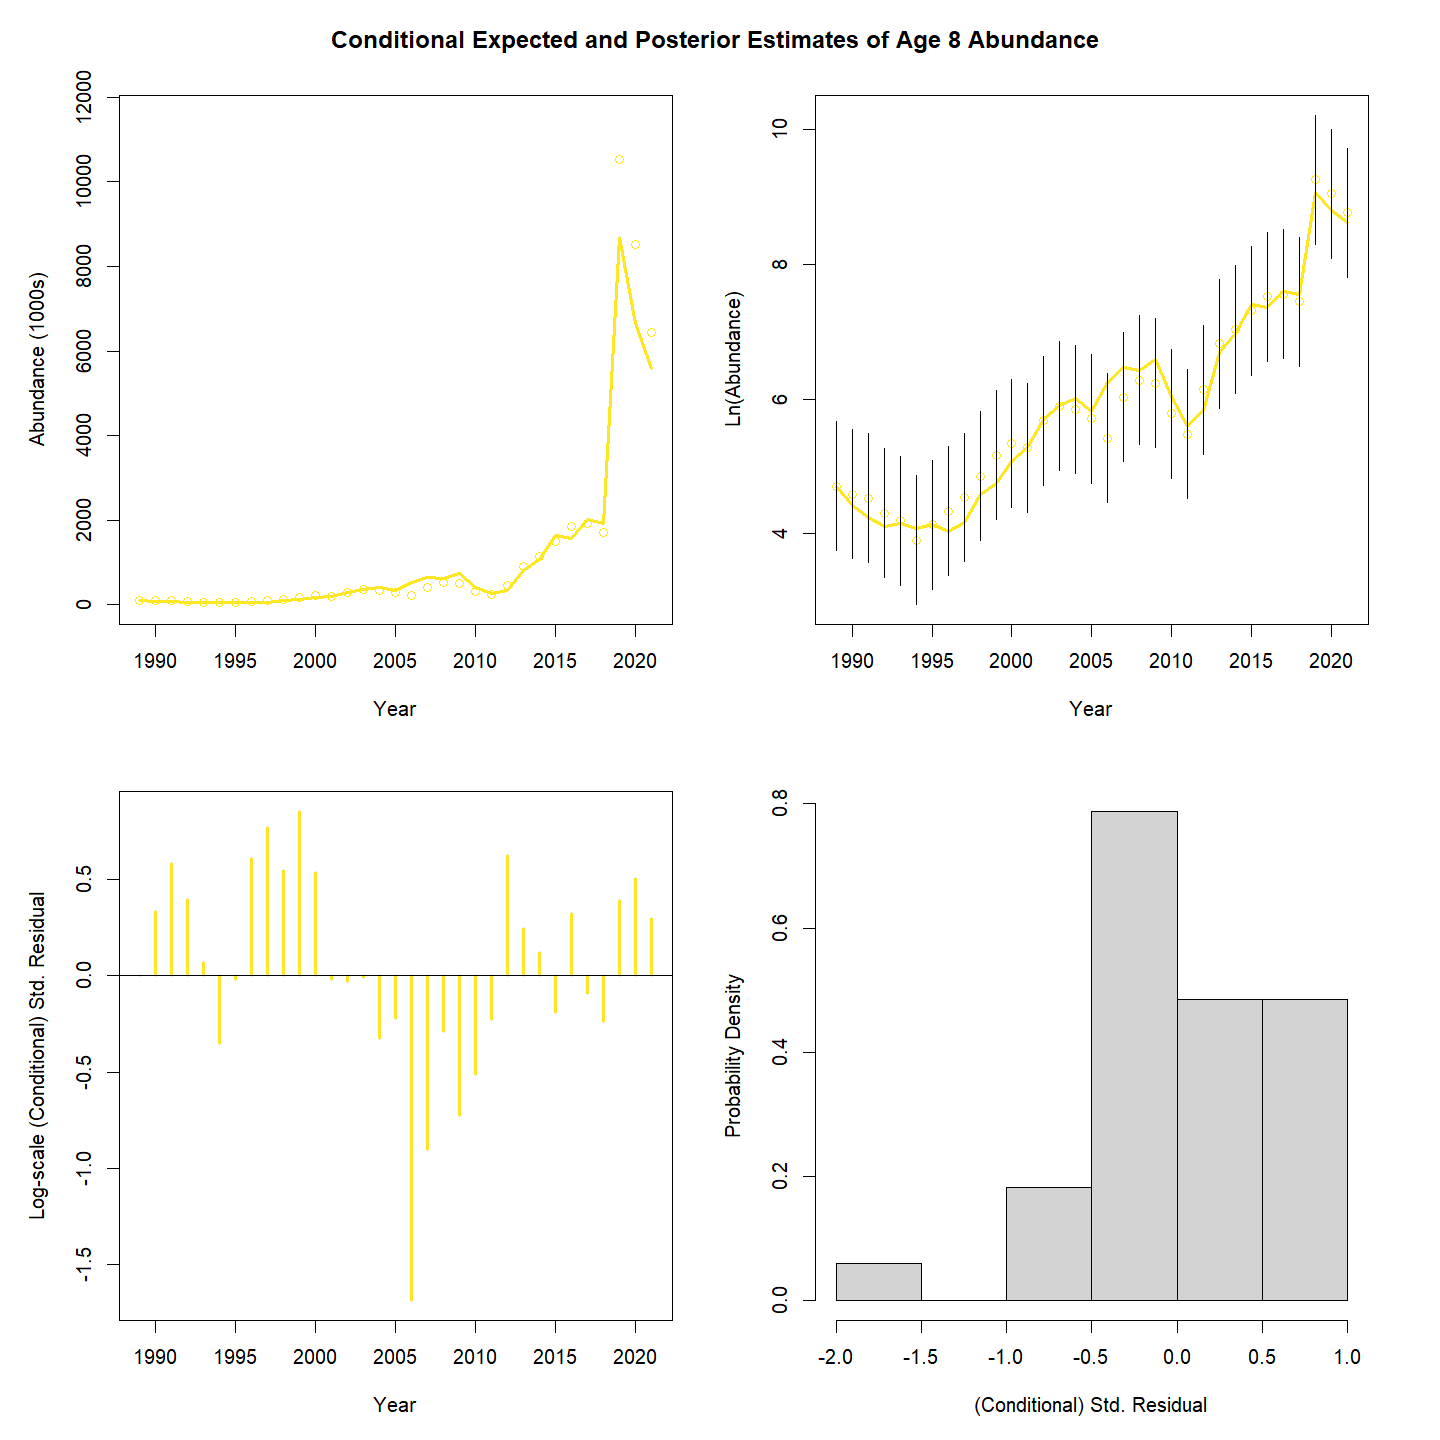 Conditional Expected and Posterior Estimates of Age 8 Abundance
Abundance (1000s)
0
2000
4000
6000
8000
10000
12000
1990 1995 2000 2005 2010 2015 2020
Year
Ln(Abundance)
4
6
8
10
1990 1995 2000 2005 2010 2015 2020
Year
Log-scale (Conditional) Std. Residual
-1.5
-1.0
-0.5
0.0
0.5
1990 1995 2000 2005 2010 2015 2020
Year
Probability Density
0.0
0.2
0.4
0.6
0.8
-2.0 -1.5 -1.0 -0.5 0.0 0.5 1.0
(Conditional) Std. Residual